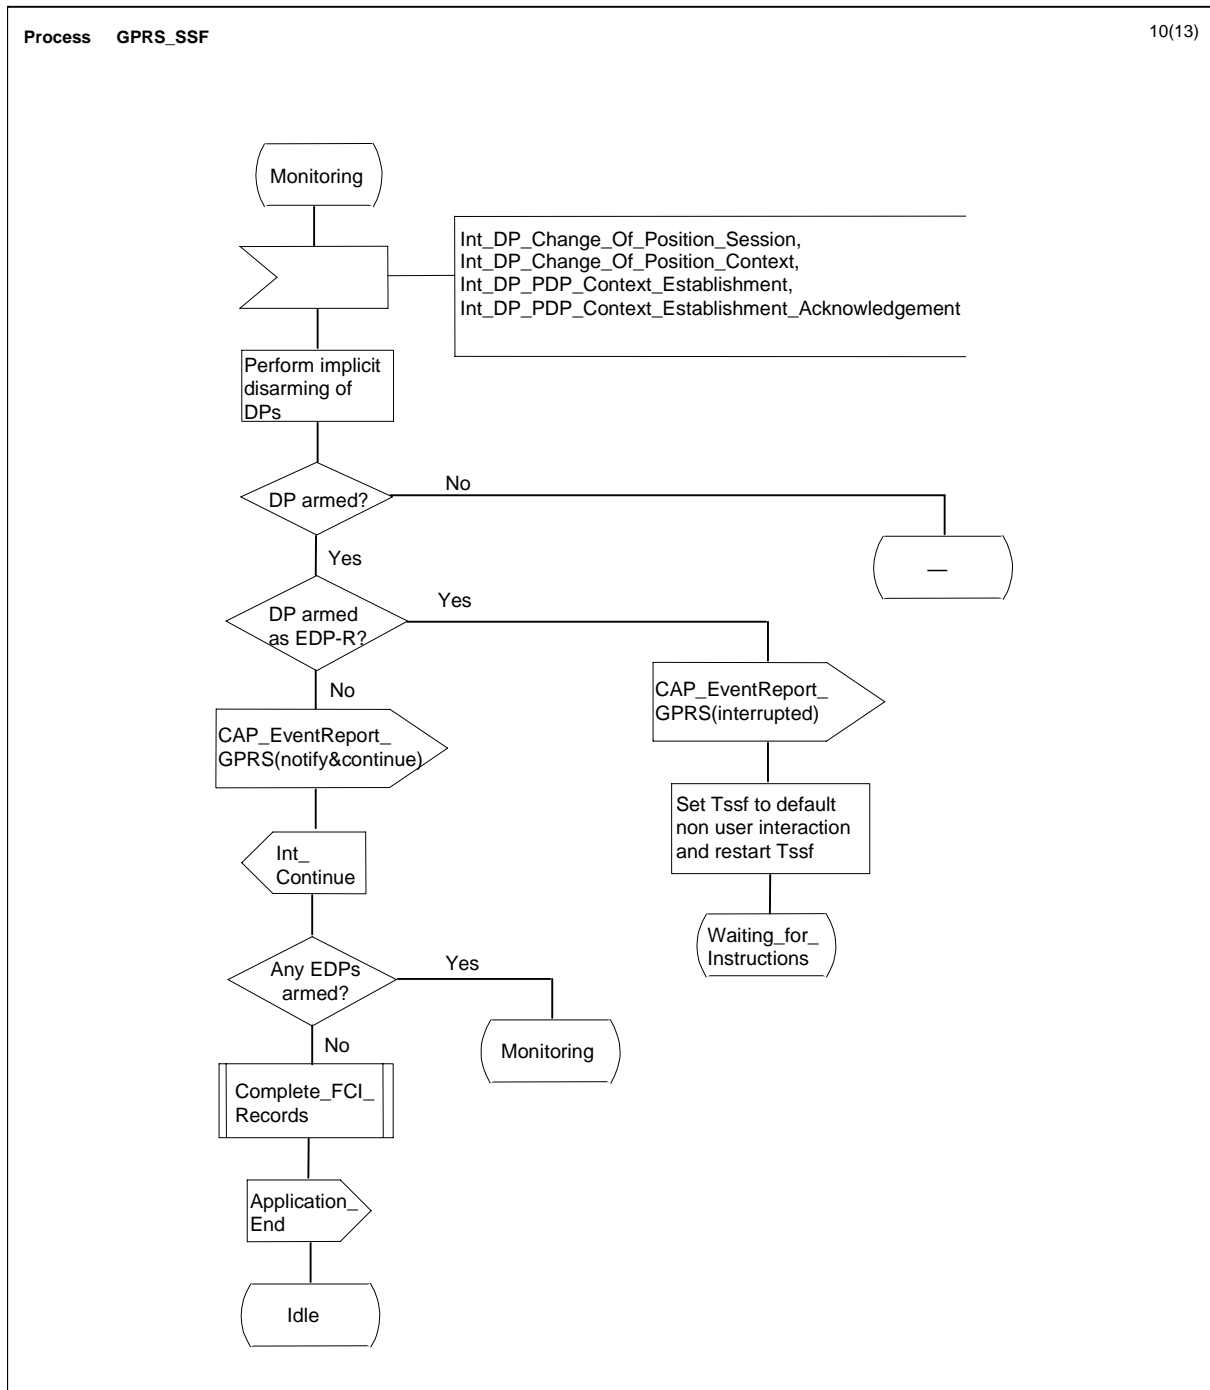 Process GPRS_SSF
10(13)
Monitoring
Int_DP_Change_Of_Position_Session,
Int_DP_Change_Of_Position_Context,
Int_DP_PDP_Context_Establishment,
Int_DP_PDP_Context_Establishment_Acknowledgement
Perform implicit
disarming of
DPs
DP armed?
No
—
Yes
DP armed
as EDP-R?
Yes
No
CAP_EventReport_
GPRS(interrupted)
CAP_EventReport_
GPRS(notify&continue)
Set Tssf to default
non user interaction
and restart Tssf
Int_
Continue
Waiting_for_
Instructions
Any EDPs
armed?
Yes
No
Monitoring
Complete_FCI_
Records
Application_
End
Idle